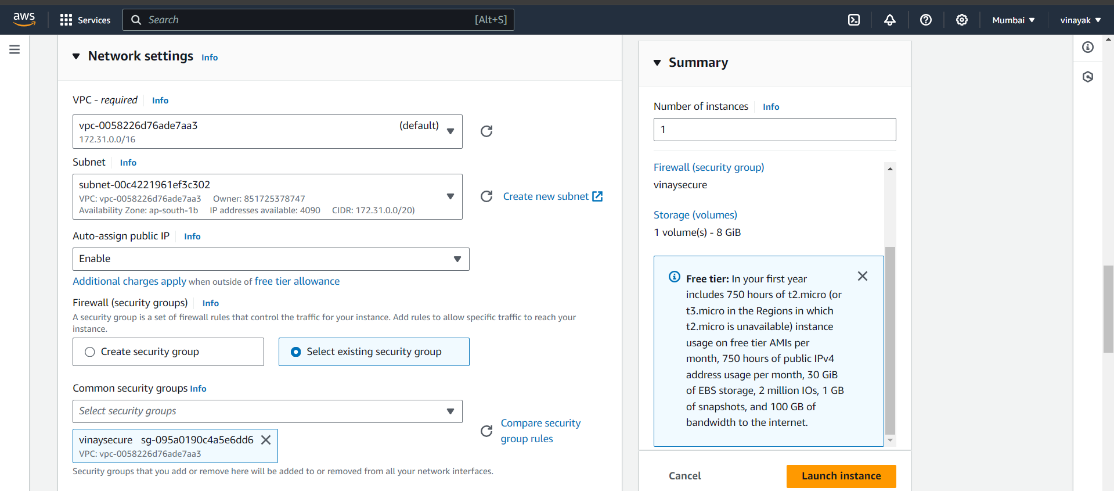 aws
Services
Search
[Alt+S]
Mumbai
vinayak
Network settings Info
VPC - required Info
vpc-0058226d76ade7aa3 (default)
172.31.0.0/16
Subnet Info
subnet-00c4221961ef3c302
VPC: vpc-0058226d76ade7aa3 Owner: 851725378747
Availability Zone: ap-south-1b IP addresses available: 4090 CIDR: 172.31.0.0/20)
Create new subnet
Auto-assign public IP Info
Enable
Additional charges apply when outside of free tier allowance
Firewall (security groups) Info
A security group is a set of firewall rules that control the traffic for your instance. Add rules to allow specific traffic to reach your
instance.
Create security group
Select existing security group
Common security groups Info
Select security groups
vinaysecure sg-095a0190c4a5e6dd6
VPC: vpc-0058226d76ade7aa3
Compare security
group rules
Security groups that you add or remove here will be added to or removed from all your network interfaces.
Summary
Number of instances Info
1
Firewall (security group)
vinaysecure
Storage (volumes)
1 volume(s) - 8 GiB
Free tier: In your first year
includes 750 hours of t2.micro (or
t3.micro in the Regions in which
t2.micro is unavailable) instance
usage on free tier AMIs per
month, 750 hours of public IPv4
address usage per month, 30 GiB
of EBS storage, 2 million IOs, 1 GB
of snapshots, and 100 GB of
bandwidth to the internet.
Cancel
Launch instance